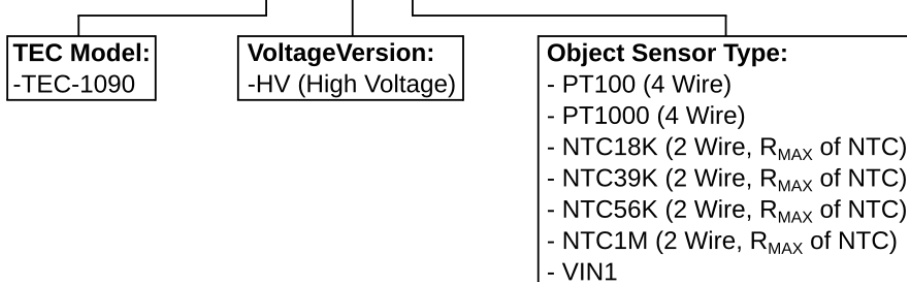 TEC Model:
-TEC-1090
VoltageVersion:
-HV (High Voltage)
Object Sensor Type:
- PT100 (4 Wire)
- PT1000 (4 Wire)
- NTC18K (2 Wire, RMAX of NTC)
- NTC39K (2 Wire, RMAX of NTC)
- NTC56K (2 Wire, RMAX of NTC)
- NTC1M (2 Wire, RMAX of NTC)
- VIN1